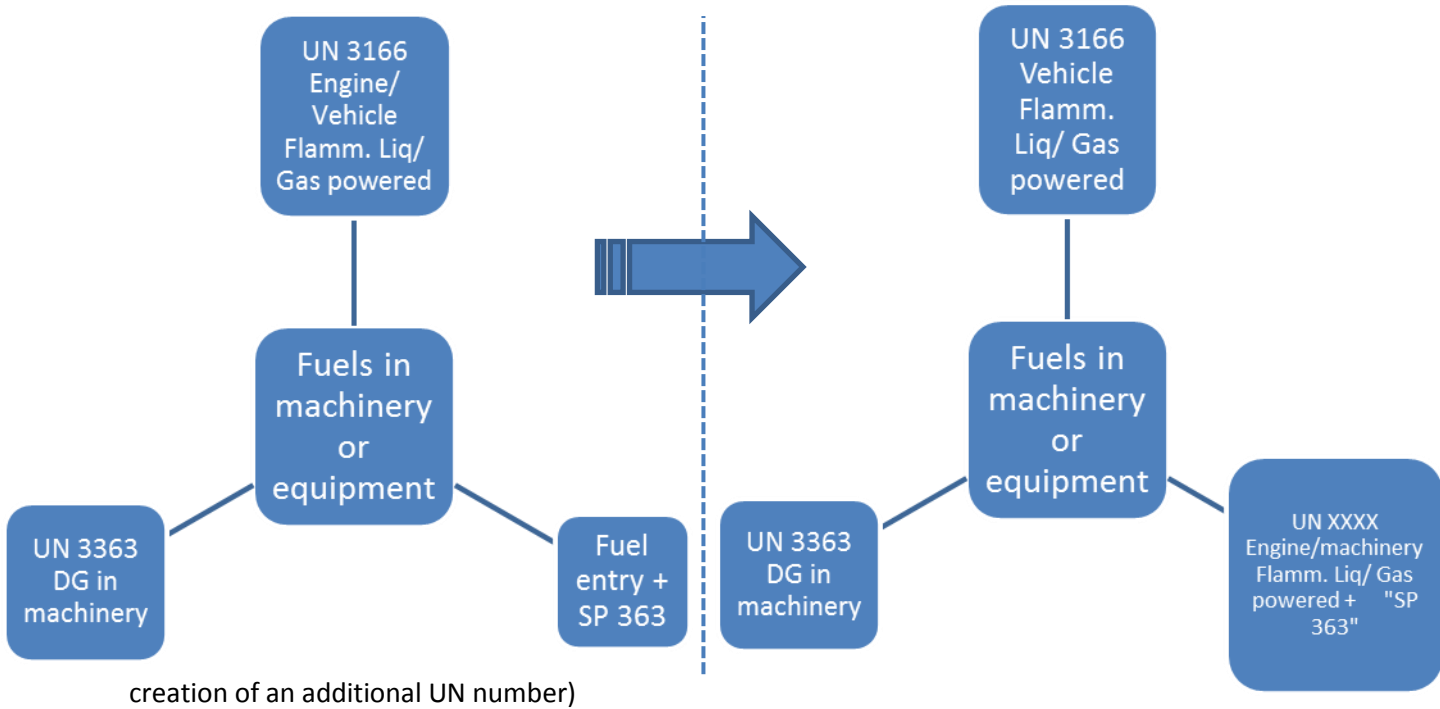 UN 3166
Engine/
Vehicle
Flamm. Liq/
Gas powered
Fuels in
machinery
or
equipment
UN 3363
DG in
machinery
Fuel
entry +
SP 363
UN 3166
Vehicle
Flamm.
Liq/ Gas
powered
Fuels in
machinery
or
equipment
UN 3363
DG in
machinery
UN XXXX
Engine/machinery
Flamm. Liq/ Gas
powered + "SP
363"
creation of an additional UN number)